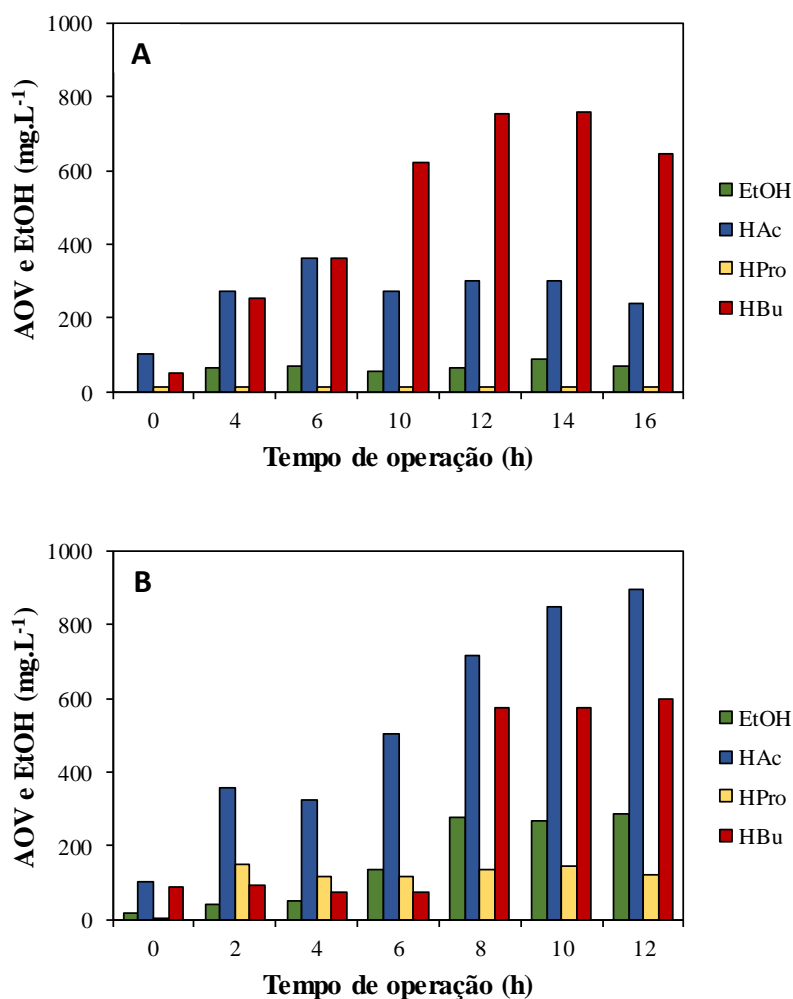 A
AOV e EtOH (mg.L⁻¹)
1000
800
600
400
200
0
0 4 6 10 12 14 16
Tempo de operação (h)
EtOH
HAc
HPro
HBu
B
AOV e EtOH (mg.L⁻¹)
1000
800
600
400
200
0
0 2 4 6 8 10 12
Tempo de operação (h)
EtOH
HAc
HPro
HBu